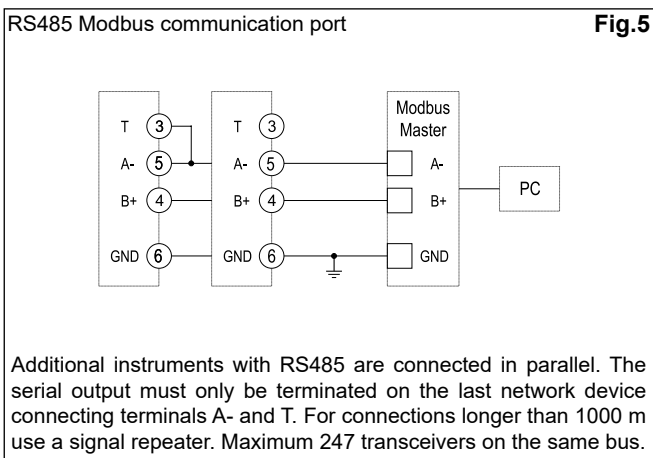 RS485 Modbus communication port Fig.5
Modbus
Master
T 3 T 3
A- 5 A- 5 A-
PC
B+ 4 B+ 4 B+
GND 6 GND 6 GND
Additional instruments with RS485 are connected in parallel. The
serial output must only be terminated on the last network device
connecting terminals A- and T. For connections longer than 1000 m
use a signal repeater. Maximum 247 transceivers on the same bus.